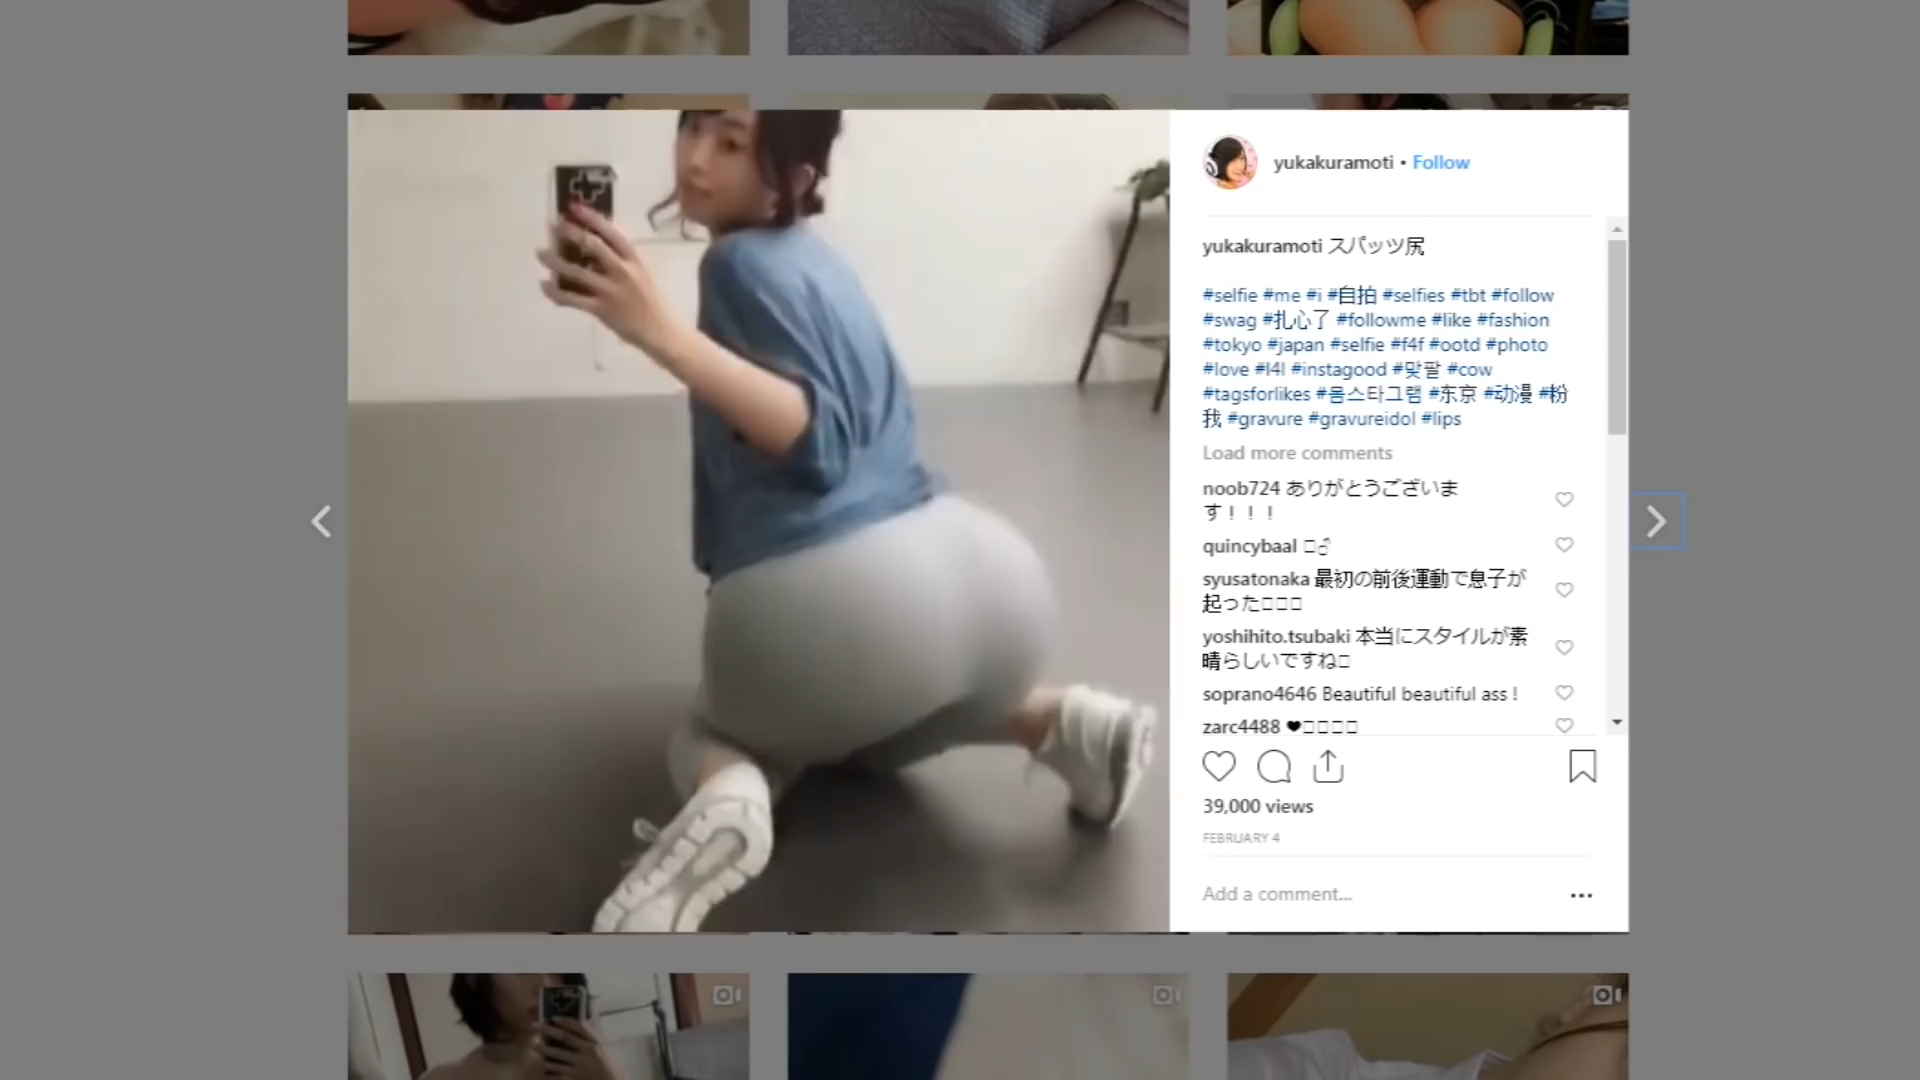 yukakuramoti • Follow
yukakuramoti スパッツ尻
#selfie #me #i #自拍 #selfies #tbt #follow
#swag #扎心了 #followme #like #fashion
#tokyo #japan #selfie #f4f #ootd #photo
#love #l4l #instagood #맞팔 #cow
#tagsforlikes #몸스타그램 #东京 #动漫 #粉
我 #gravure #gravureidol #lips
Load more comments
noob724 ありがとうございま
す！！！
quincybaal
syusatonaka 最初の前後運動で息子が
起った
yoshihito.tsubaki 本当にスタイルが素
晴らしいですね
soprano4646 Beautiful beautiful ass !
zarc4488 ❤
39,000 views
FEBRUARY 4
Add a comment...